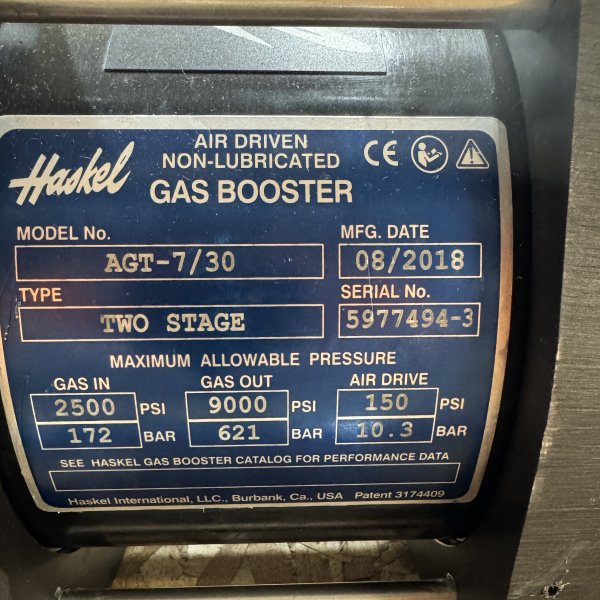 Haskel
AIR DRIVEN
NON-LUBRICATED
GAS BOOSTER
CE
MODEL No.
AGT-7/30
MFG. DATE
08/2018
TYPE
TWO STAGE
SERIAL No.
5977494-3
MAXIMUM ALLOWABLE PRESSURE
GAS IN GAS OUT AIR DRIVE
2500 PSI 9000 PSI 150 PSI
172 BAR 621 BAR 10.3 BAR
SEE HASKEL GAS BOOSTER CATALOG FOR PERFORMANCE DATA
Haskel International, LLC., Burbank, Ca., USA Patent 3174409